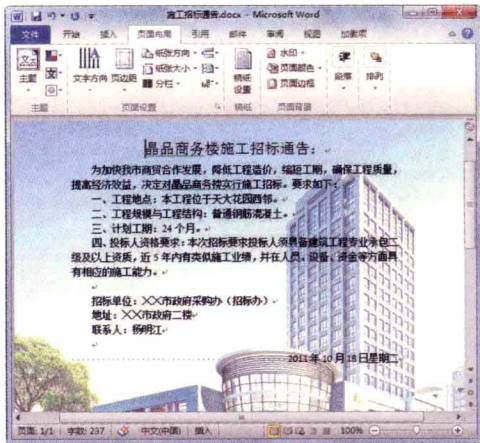 施工招标通告.docx - Microsoft Word
文件 开始 插入 页面布局 引用 邮件 审阅 视图 加载项
主题 文字方向 页边距 纸张方向 纸张大小 分栏 稿纸设置 水印 页面颜色 页面边框 段落 排列
主题 页面设置 稿纸 页面背景
晶品商务楼施工招标通告：
为加快我市商贸合作发展，降低工程造价，缩短工期，确保工程质量，
提高经济效益，决定对晶品商务楼实行施工招标。要求如下：
一、工程地点：本工程位于天大花园西邻。
二、工程规模与工程结构：普通钢筋混凝土。
三、计划工期：24个月。
四、投标人资格要求：本次招标要求投标人须具备建筑工程专业承包二
级及以上资质，近5年内有类似施工业绩，并在人员、设备、资金等方面具
有相应的施工能力。
招标单位：××市政府采购办（招标办）
地址：××市政府二楼
联系人：杨明江
2011年10月18日星期二
页面: 1/1 字数: 237 中文(中国) 插入 100%